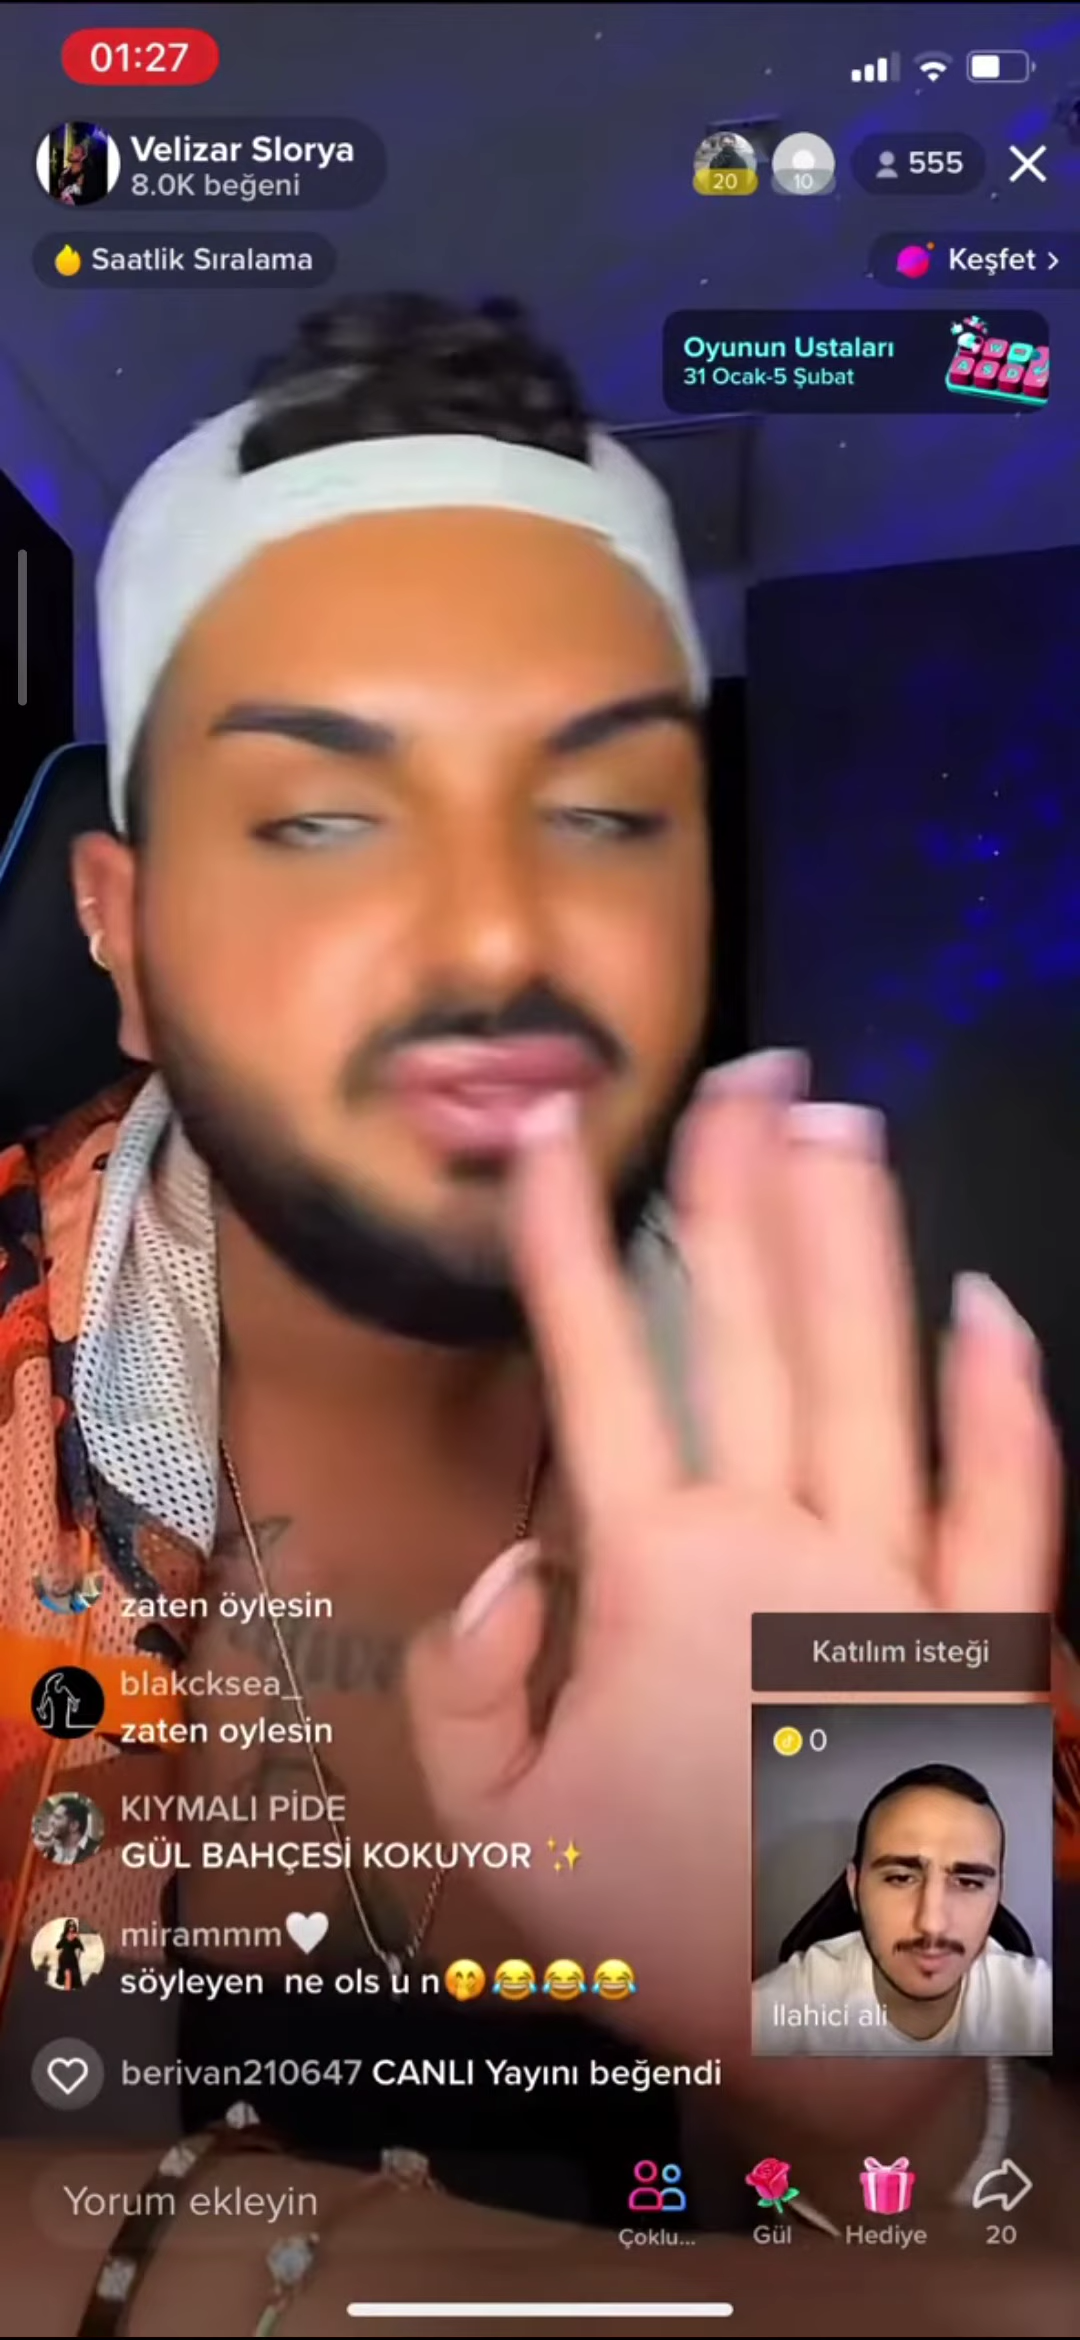 01:27
Velizar Slorya
8.0K beğeni
20
10
555
Saatlik Sıralama
Keşfet >
Oyunun Ustaları
31 Ocak-5 Şubat
W
A S D
zaten öylesin
blakcksea_
zaten oylesin
KIYMALI PİDE
GÜL BAHÇESİ KOKUYOR ✨
mirammm🤍
söyleyen  ne ols u n🤭😂😂😂
berivan210647 CANLI Yayını beğendi
Katılım isteği
0
İlahici ali
Yorum ekleyin
Çoklu...
Gül
Hediye
20